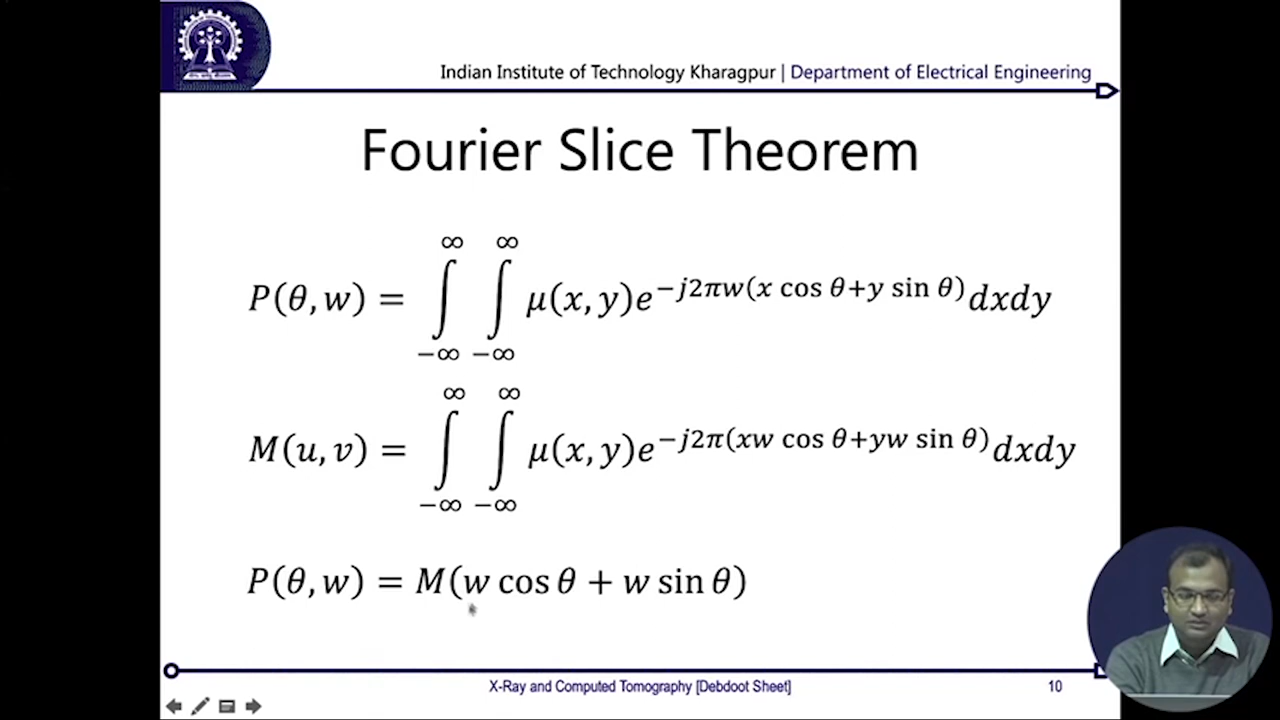 Indian Institute of Technology Kharagpur | Department of Electrical Engineering
Fourier Slice Theorem
P(θ, w) = ∫_{−∞}^{∞} ∫_{−∞}^{∞} μ(x, y)e^{−j2πw(x cos θ+y sin θ)} dxdy
M(u, v) = ∫_{−∞}^{∞} ∫_{−∞}^{∞} μ(x, y)e^{−j2π(xw cos θ+yw sin θ)} dxdy
P(θ, w) = M(w cos θ + w sin θ)
X-Ray and Computed Tomography [Debdoot Sheet] 10